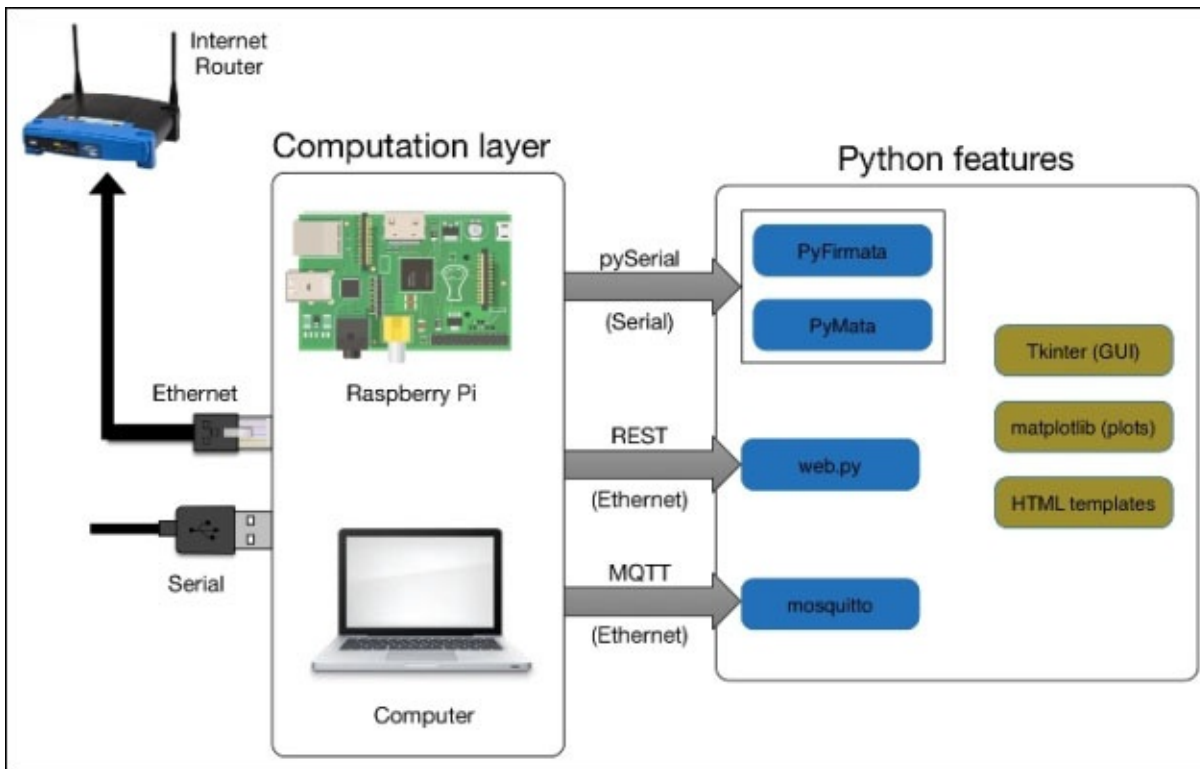 Internet
Router
Computation layer
Python features
pySerial
(Serial)
PyFirmata
PyMata
Tkinter (GUI)
matplotlib (plots)
HTML templates
Ethernet
Raspberry Pi
REST
(Ethernet)
web.py
Serial
MQTT
(Ethernet)
mosquitto
Computer